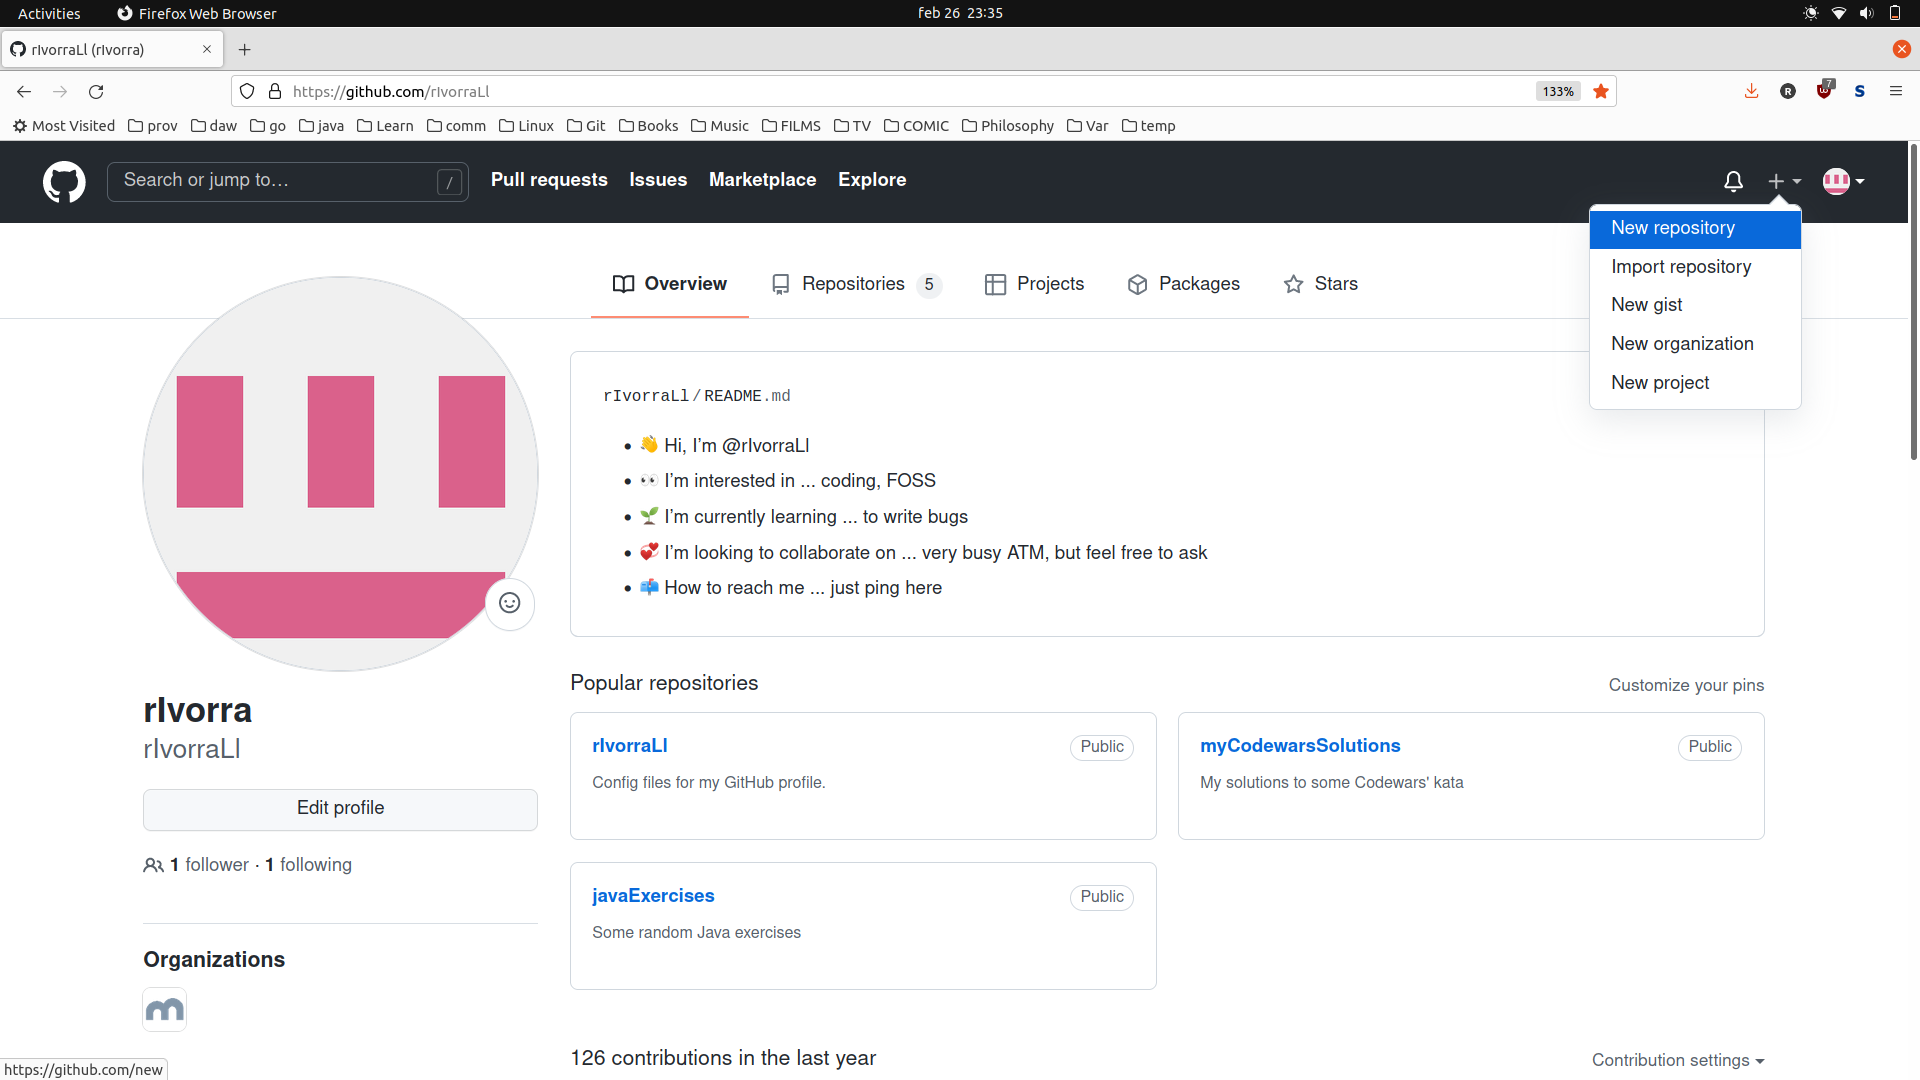 Activities
Firefox Web Browser
feb 26 23:35
rIvorraLl (rIvorra)
https://github.com/rIvorraLl
133%
7
Most Visited prov daw go java Learn comm Linux Git Books Music FILMS TV COMIC Philosophy Var temp
Search or jump to…
/
Pull requests Issues Marketplace Explore
New repository
Import repository
New gist
New organization
New project
Overview Repositories 5 Projects Packages Stars
rIvorraLl/README.md
👋 Hi, I’m @rIvorraLl
👀 I’m interested in ... coding, FOSS
🌱 I’m currently learning ... to write bugs
💞️ I’m looking to collaborate on ... very busy ATM, but feel free to ask
📫 How to reach me ... just ping here
rIvorra
rIvorraLl
Edit profile
1 follower · 1 following
Organizations
Popular repositories
Customize your pins
rIvorraLl
Public
Config files for my GitHub profile.
myCodewarsSolutions
Public
My solutions to some Codewars' kata
javaExercises
Public
Some random Java exercises
126 contributions in the last year
Contribution settings
https://github.com/new
R
S
m